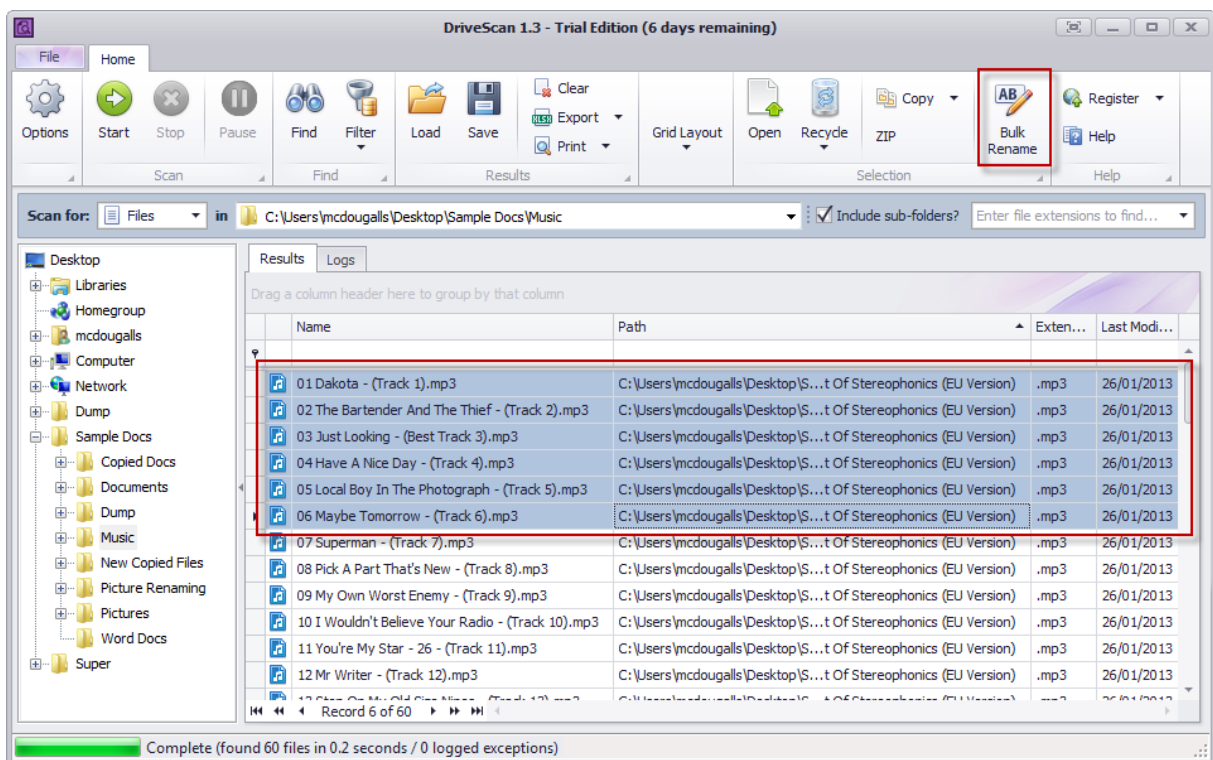 DriveScan 1.3 - Trial Edition (6 days remaining)
File Home
Options Start Stop Pause Find Filter Load Save Clear Export Print Grid Layout Open Recycle Copy ZIP Bulk Rename Register Help
Scan Find Results Selection Help
Scan for: Files in C:\Users\mcdougalls\Desktop\Sample Docs\Music Include sub-folders? Enter file extensions to find...
Desktop
Libraries
Homegroup
mcdougalls
Computer
Network
Dump
Sample Docs
Copied Docs
Documents
Dump
Music
New Copied Files
Picture Renaming
Pictures
Word Docs
Super
Results Logs
Drag a column header here to group by that column
Name Path Exten... Last Modi...
01 Dakota - (Track 1).mp3 C:\Users\mcdougalls\Desktop\S...t Of Stereophonics (EU Version) .mp3 26/01/2013
02 The Bartender And The Thief - (Track 2).mp3 C:\Users\mcdougalls\Desktop\S...t Of Stereophonics (EU Version) .mp3 26/01/2013
03 Just Looking - (Best Track 3).mp3 C:\Users\mcdougalls\Desktop\S...t Of Stereophonics (EU Version) .mp3 26/01/2013
04 Have A Nice Day - (Track 4).mp3 C:\Users\mcdougalls\Desktop\S...t Of Stereophonics (EU Version) .mp3 26/01/2013
05 Local Boy In The Photograph - (Track 5).mp3 C:\Users\mcdougalls\Desktop\S...t Of Stereophonics (EU Version) .mp3 26/01/2013
06 Maybe Tomorrow - (Track 6).mp3 C:\Users\mcdougalls\Desktop\S...t Of Stereophonics (EU Version) .mp3 26/01/2013
07 Superman - (Track 7).mp3 C:\Users\mcdougalls\Desktop\S...t Of Stereophonics (EU Version) .mp3 26/01/2013
08 Pick A Part That's New - (Track 8).mp3 C:\Users\mcdougalls\Desktop\S...t Of Stereophonics (EU Version) .mp3 26/01/2013
09 My Own Worst Enemy - (Track 9).mp3 C:\Users\mcdougalls\Desktop\S...t Of Stereophonics (EU Version) .mp3 26/01/2013
10 I Wouldn't Believe Your Radio - (Track 10).mp3 C:\Users\mcdougalls\Desktop\S...t Of Stereophonics (EU Version) .mp3 26/01/2013
11 You're My Star - 26 - (Track 11).mp3 C:\Users\mcdougalls\Desktop\S...t Of Stereophonics (EU Version) .mp3 26/01/2013
12 Mr Writer - (Track 12).mp3 C:\Users\mcdougalls\Desktop\S...t Of Stereophonics (EU Version) .mp3 26/01/2013
Record 6 of 60
Complete (found 60 files in 0.2 seconds / 0 logged exceptions)